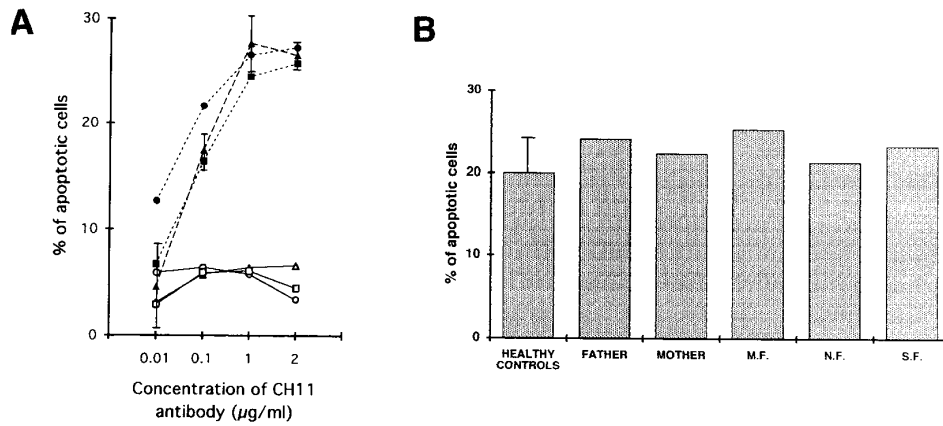 A
% of apoptotic cells
30
20
10
0
0.01 0.1 1 2
Concentration of CH11
antibody (µg/ml)
B
% of apoptotic cells
30
20
10
0
HEALTHY
CONTROLS
FATHER
MOTHER
M.F.
N.F.
S.F.